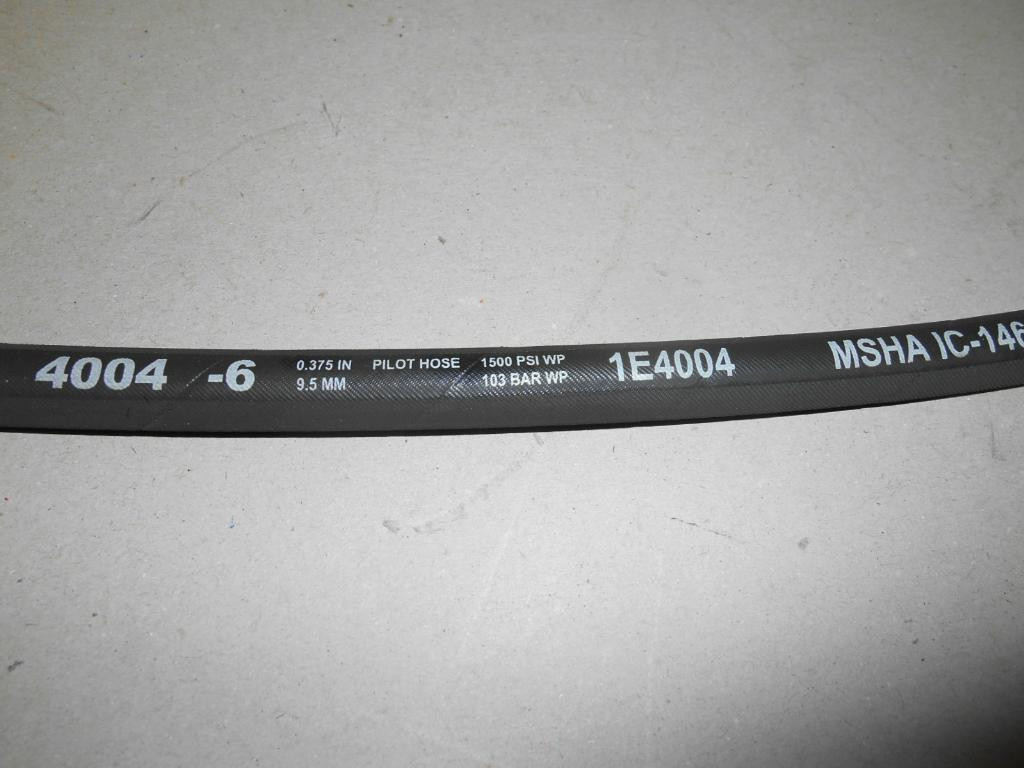 4004 -6 0.375 IN PILOT HOSE 1500 PSI WP 1E4004 MSHA IC-146
9.5 MM 103 BAR WP